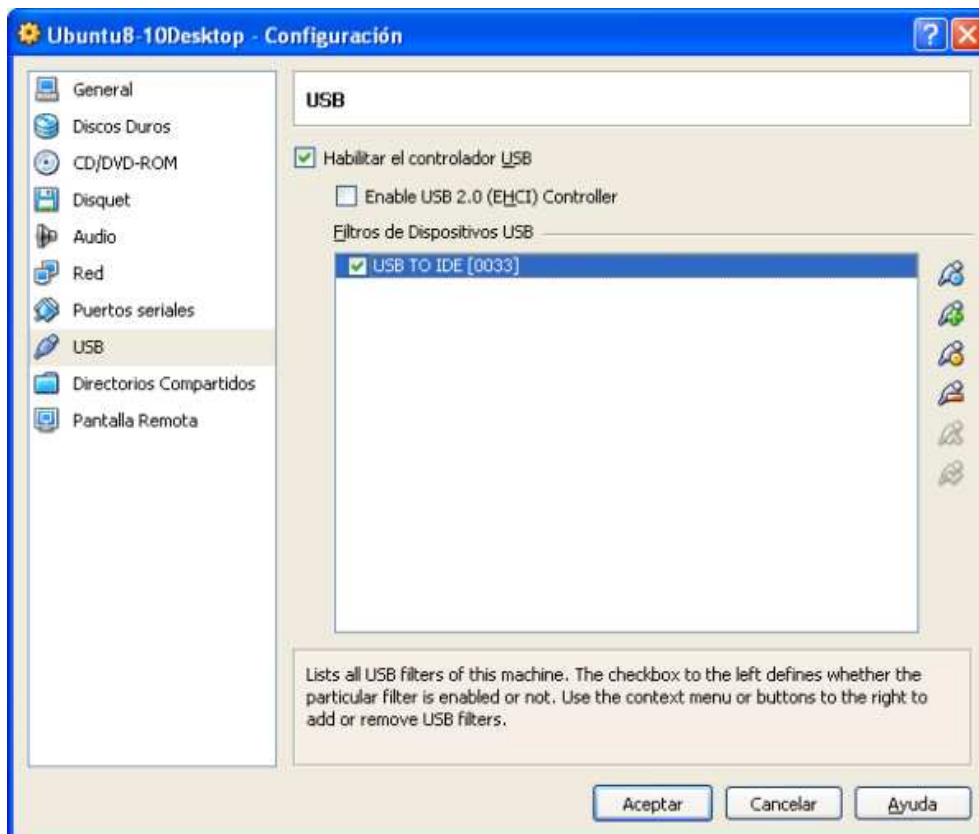 Ubuntu8-10Desktop - Configuración
General
Discos Duros
CD/DVD-ROM
Disquet
Audio
Red
Puertos seriales
USB
Directorios Compartidos
Pantalla Remota
USB
Habilitar el controlador USB
Enable USB 2.0 (EHCI) Controller
Filtros de Dispositivos USB
USB TO IDE [0033]
Lists all USB filters of this machine. The checkbox to the left defines whether the
particular filter is enabled or not. Use the context menu or buttons to the right to
add or remove USB filters.
Aceptar
Cancelar
Ayuda